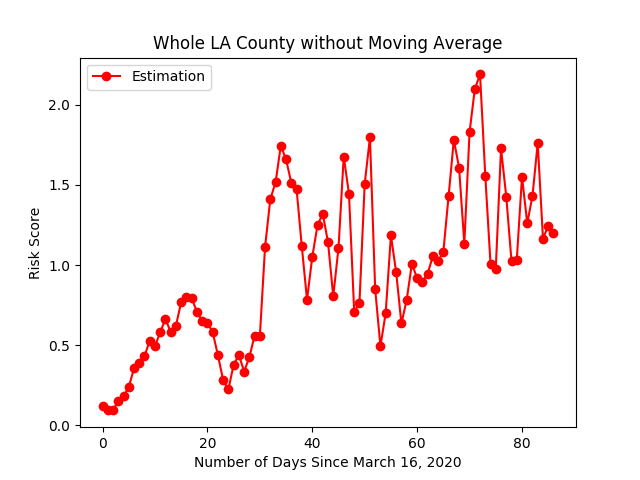 Whole LA County without Moving Average
Estimation
Risk Score
2.0
1.5
1.0
0.5
0.0
0
20
40
60
80
Number of Days Since March 16, 2020